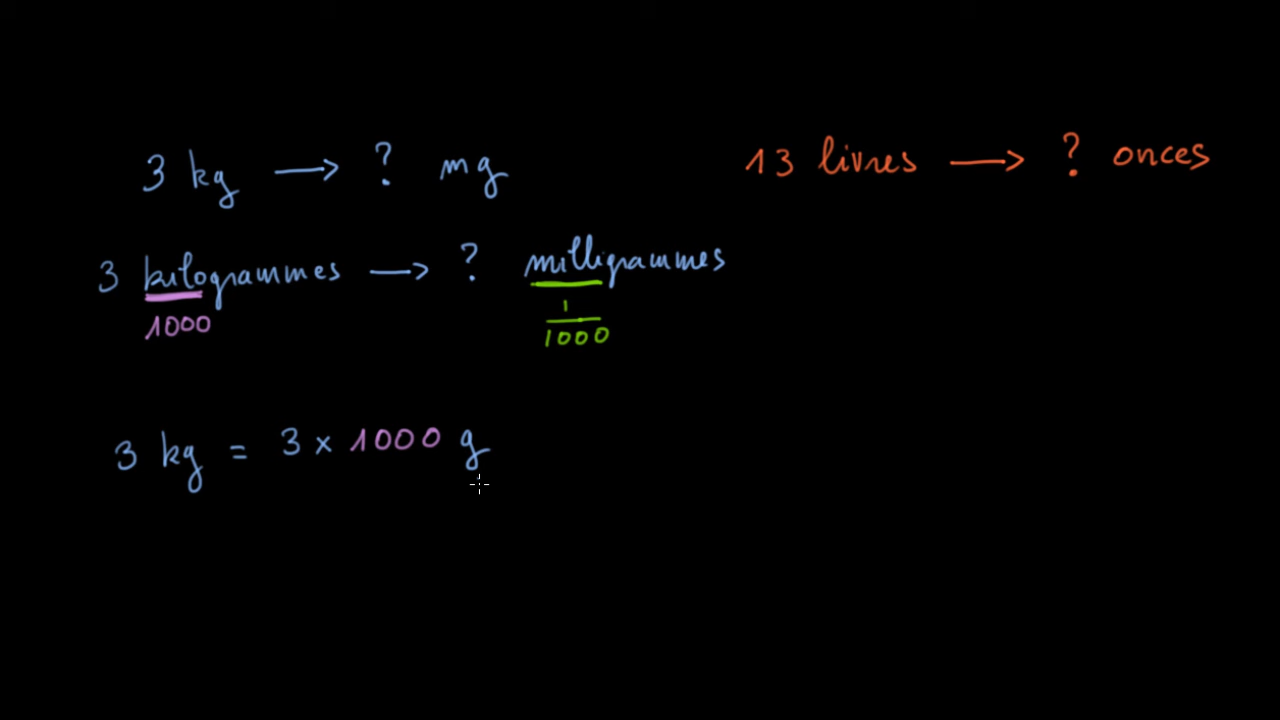 3 kg → ? mg
13 livres → ? onces
3 kilogrammes → ? milligrammes
1000
1
1000
3 kg = 3 × 1000 g